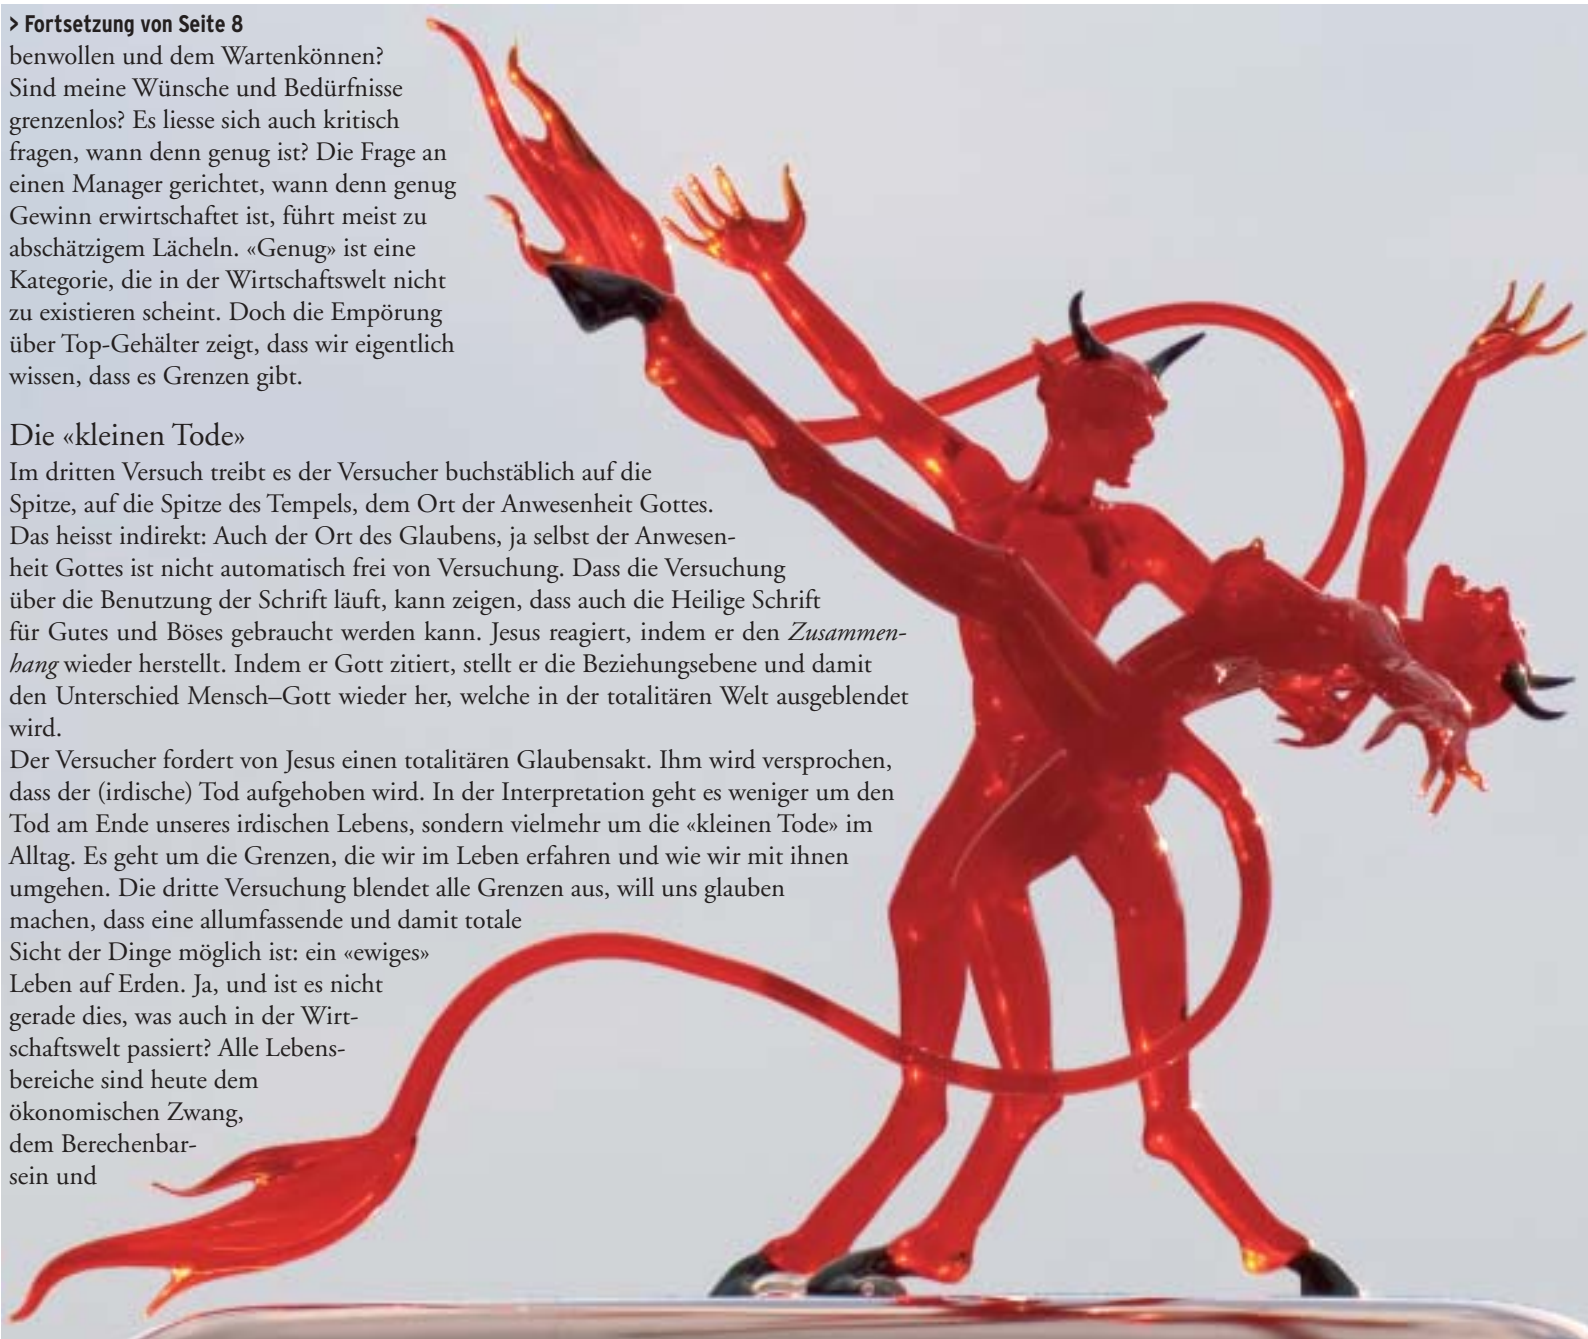 > Fortsetzung von Seite 8
benwollen und dem Wartenkönnen?
Sind meine Wünsche und Bedürfnisse
grenzenlos? Es liesse sich auch kritisch
fragen, wann denn genug ist? Die Frage an
einen Manager gerichtet, wann denn genug
Gewinn erwirtschaftet ist, führt meist zu
abschätzigem Lächeln. «Genug» ist eine
Kategorie, die in der Wirtschaftswelt nicht
zu existieren scheint. Doch die Empörung
über Top-Gehälter zeigt, dass wir eigentlich
wissen, dass es Grenzen gibt.
Die «kleinen Tode»
Im dritten Versuch treibt es der Versucher buchstäblich auf die
Spitze, auf die Spitze des Tempels, dem Ort der Anwesenheit Gottes.
Das heisst indirekt: Auch der Ort des Glaubens, ja selbst der Anwesen-
heit Gottes ist nicht automatisch frei von Versuchung. Dass die Versuchung
über die Benutzung der Schrift läuft, kann zeigen, dass auch die Heilige Schrift
für Gutes und Böses gebraucht werden kann. Jesus reagiert, indem er den Zusammen-
hang wieder herstellt. Indem er Gott zitiert, stellt er die Beziehungsebene und damit
den Unterschied Mensch–Gott wieder her, welche in der totalitären Welt ausgeblendet
wird.
Der Versucher fordert von Jesus einen totalitären Glaubensakt. Ihm wird versprochen,
dass der (irdische) Tod aufgehoben wird. In der Interpretation geht es weniger um den
Tod am Ende unseres irdischen Lebens, sondern vielmehr um die «kleinen Tode» im
Alltag. Es geht um die Grenzen, die wir im Leben erfahren und wie wir mit ihnen
umgehen. Die dritte Versuchung blendet alle Grenzen aus, will uns glauben
machen, dass eine allumfassende und damit totale
Sicht der Dinge möglich ist: ein «ewiges»
Leben auf Erden. Ja, und ist es nicht
gerade dies, was auch in der Wirt-
schaftswelt passiert? Alle Lebens-
bereiche sind heute dem
ökonomischen Zwang,
dem Berechenbar-
sein und